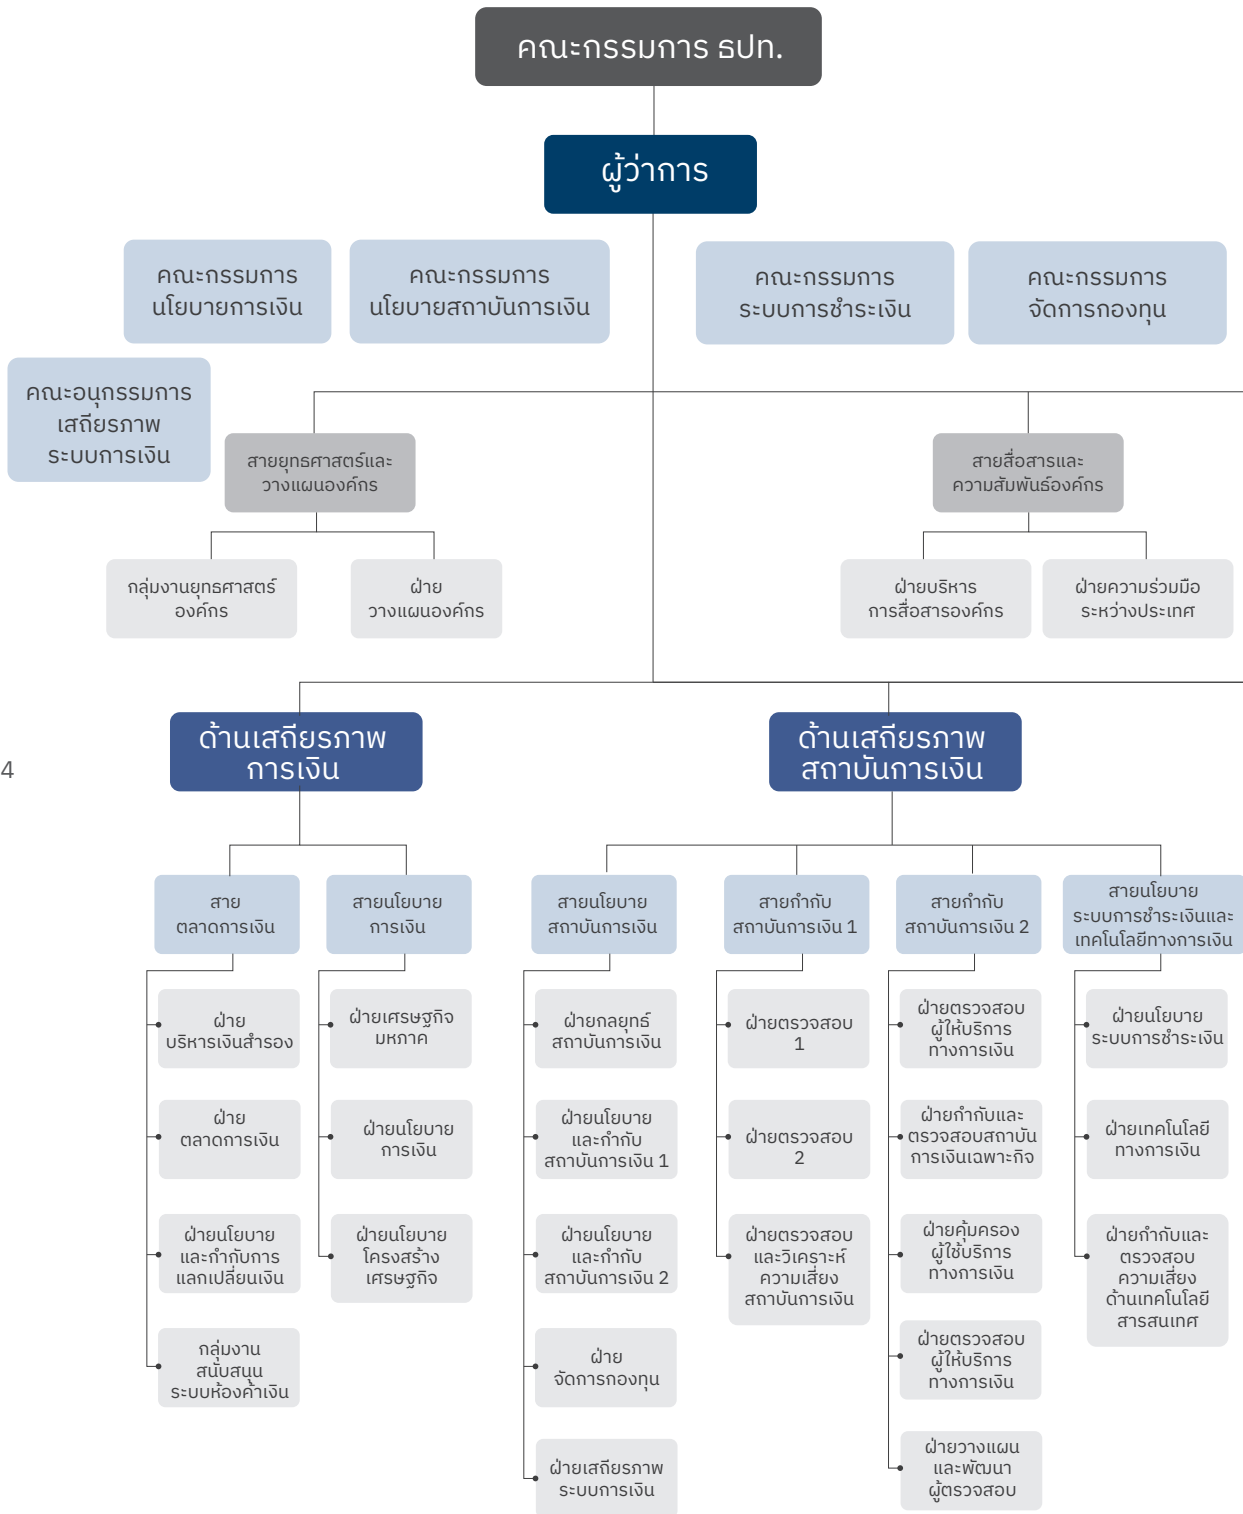 คณะกรรมการ ธปท.
ผู้ว่าการ
คณะกรรมการ
นโยบายการเงิน
คณะกรรมการ
นโยบายสถาบันการเงิน
คณะกรรมการ
ระบบการชำระเงิน
คณะกรรมการ
จัดการกองทุน
คณะอนุกรรมการ
เสถียรภาพ
ระบบการเงิน
สายยุทธศาสตร์และ
วางแผนองค์กร
สายสื่อสารและ
ความสัมพันธ์องค์กร
กลุ่มงานยุทธศาสตร์
องค์กร
ฝ่าย
วางแผนองค์กร
ฝ่ายบริหาร
การสื่อสารองค์กร
ฝ่ายความร่วมมือ
ระหว่างประเทศ
ด้านเสถียรภาพ
การเงิน
ด้านเสถียรภาพ
สถาบันการเงิน
4
สาย
ตลาดการเงิน
สายนโยบาย
การเงิน
สายนโยบาย
สถาบันการเงิน
สายกำกับ
สถาบันการเงิน 1
สายกำกับ
สถาบันการเงิน 2
สายนโยบาย
ระบบการชำระเงินและ
เทคโนโลยีทางการเงิน
ฝ่าย
บริหารเงินสำรอง
ฝ่าย
ตลาดการเงิน
ฝ่ายนโยบาย
และกำกับการ
แลกเปลี่ยนเงิน
กลุ่มงาน
สนับสนุน
ระบบห้องค้าเงิน
ฝ่ายเศรษฐกิจ
มหภาค
ฝ่ายนโยบาย
การเงิน
ฝ่ายนโยบาย
โครงสร้าง
เศรษฐกิจ
ฝ่ายกลยุทธ์
สถาบันการเงิน
ฝ่ายนโยบาย
และกำกับ
สถาบันการเงิน 1
ฝ่ายนโยบาย
และกำกับ
สถาบันการเงิน 2
ฝ่าย
จัดการกองทุน
ฝ่ายเสถียรภาพ
ระบบการเงิน
ฝ่ายตรวจสอบ
1
ฝ่ายตรวจสอบ
2
ฝ่ายตรวจสอบ
และวิเคราะห์
ความเสี่ยง
สถาบันการเงิน
ฝ่ายตรวจสอบ
ผู้ให้บริการ
ทางการเงิน
ฝ่ายกำกับและ
ตรวจสอบสถาบัน
การเงินเฉพาะกิจ
ฝ่ายคุ้มครอง
ผู้ใช้บริการ
ทางการเงิน
ฝ่ายตรวจสอบ
ผู้ให้บริการ
ทางการเงิน
ฝ่ายวางแผน
และพัฒนา
ผู้ตรวจสอบ
ฝ่ายนโยบาย
ระบบการชำระเงิน
ฝ่ายเทคโนโลยี
ทางการเงิน
ฝ่ายกำกับและ
ตรวจสอบ
ความเสี่ยง
ด้านเทคโนโลยี
สารสนเทศ